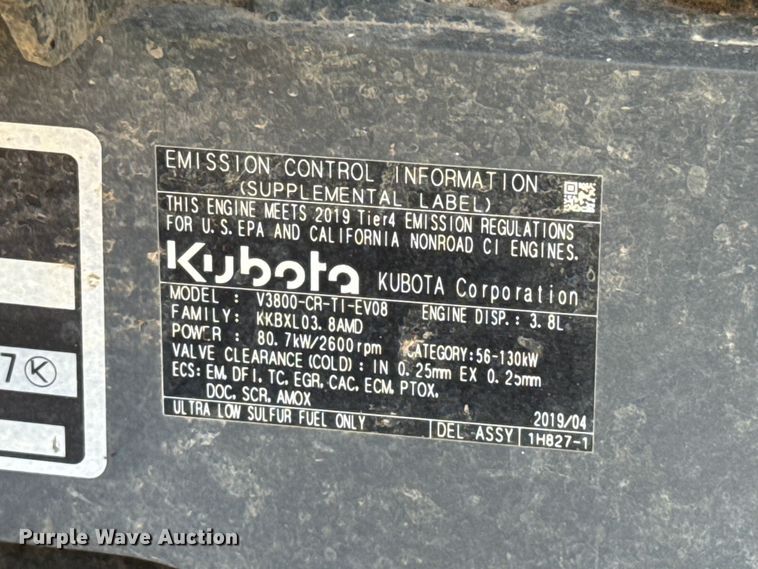 EMISSION CONTROL INFORMATION
(SUPPLEMENTAL LABEL)
THIS ENGINE MEETS 2019 Tier4 EMISSION REGULATIONS
FOR U.S.EPA AND CALIFORNIA NONROAD CI ENGINES.
Kubota KUBOTA Corporation
MODEL : V3800-CR-TI-EV08 ENGINE DISP.: 3.8L
FAMILY: KKBXL03.8AMD
POWER : 80.7kW/2600rpm CATEGORY:56-130kW
VALVE CLEARANCE(COLD): IN 0.25mm EX 0.25mm
ECS: EM, DFI, TC, EGR, CAC, ECM, PTOX,
DOC, SCR, AMOX
2019/04
ULTRA LOW SULFUR FUEL ONLY DEL ASSY 1H827-1
7 K
Purple Wave Auction